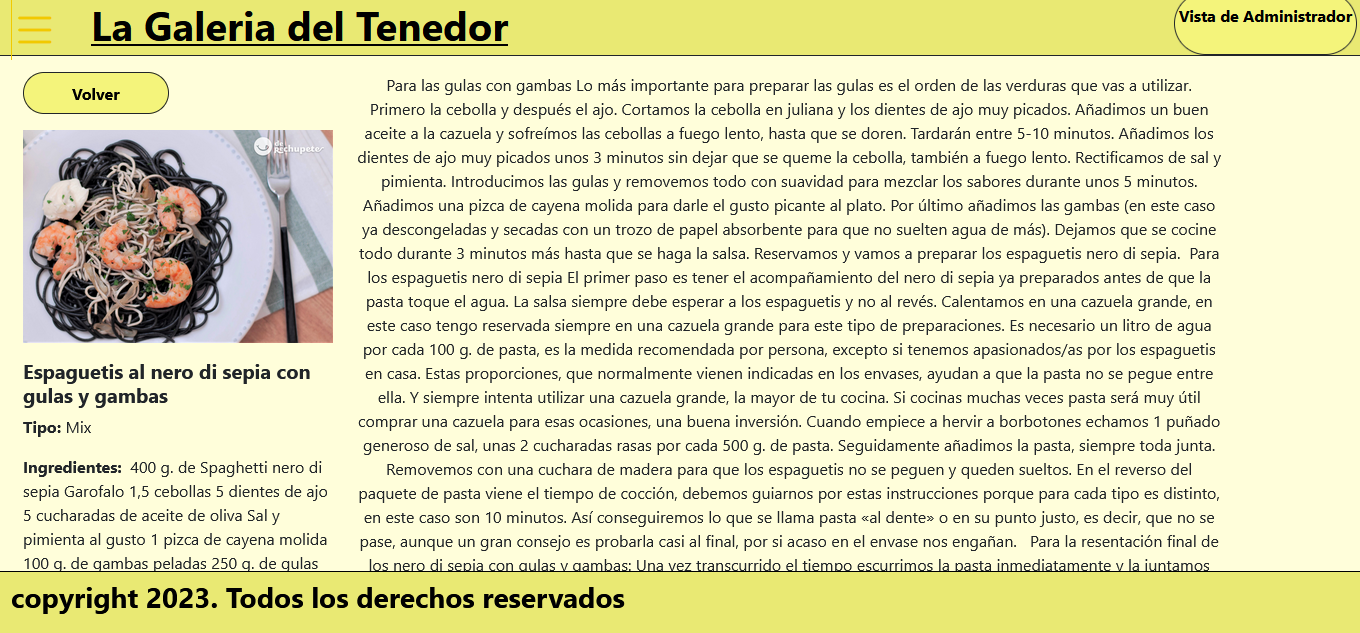 La Galeria del Tenedor
Vista de Administrador
Volver
de
Rechupete
Espaguetis al nero di sepia con
gulas y gambas
Tipo: Mix
Ingredientes: 400 g. de Spaghetti nero di
sepia Garofalo 1,5 cebollas 5 dientes de ajo
5 cucharadas de aceite de oliva Sal y
pimienta al gusto 1 pizca de cayena molida
100 g. de gambas peladas 250 g. de gulas
Para las gulas con gambas Lo más importante para preparar las gulas es el orden de las verduras que vas a utilizar.
Primero la cebolla y después el ajo. Cortamos la cebolla en juliana y los dientes de ajo muy picados. Añadimos un buen
aceite a la cazuela y sofreímos las cebollas a fuego lento, hasta que se doren. Tardarán entre 5-10 minutos. Añadimos los
dientes de ajo muy picados unos 3 minutos sin dejar que se queme la cebolla, también a fuego lento. Rectificamos de sal y
pimienta. Introducimos las gulas y removemos todo con suavidad para mezclar los sabores durante unos 5 minutos.
Añadimos una pizca de cayena molida para darle el gusto picante al plato. Por último añadimos las gambas (en este caso
ya descongeladas y secadas con un trozo de papel absorbente para que no suelten agua de más). Dejamos que se cocine
todo durante 3 minutos más hasta que se haga la salsa. Reservamos y vamos a preparar los espaguetis nero di sepia. Para
los espaguetis nero di sepia El primer paso es tener el acompañamiento del nero di sepia ya preparados antes de que la
pasta toque el agua. La salsa siempre debe esperar a los espaguetis y no al revés. Calentamos en una cazuela grande, en
este caso tengo reservada siempre en una cazuela grande para este tipo de preparaciones. Es necesario un litro de agua
por cada 100 g. de pasta, es la medida recomendada por persona, excepto si tenemos apasionados/as por los espaguetis
en casa. Estas proporciones, que normalmente vienen indicadas en los envases, ayudan a que la pasta no se pegue entre
ella. Y siempre intenta utilizar una cazuela grande, la mayor de tu cocina. Si cocinas muchas veces pasta será muy útil
comprar una cazuela para esas ocasiones, una buena inversión. Cuando empiece a hervir a borbotones echamos 1 puñado
generoso de sal, unas 2 cucharadas rasas por cada 500 g. de pasta. Seguidamente añadimos la pasta, siempre toda junta.
Removemos con una cuchara de madera para que los espaguetis no se peguen y queden sueltos. En el reverso del
paquete de pasta viene el tiempo de cocción, debemos guiarnos por estas instrucciones porque para cada tipo es distinto,
en este caso son 10 minutos. Así conseguiremos lo que se llama pasta «al dente» o en su punto justo, es decir, que no se
pase, aunque un gran consejo es probarla casi al final, por si acaso en el envase nos engañan. Para la resentación final de
los nero di sepia con gulas y gambas: Una vez transcurrido el tiempo escurrimos la pasta inmediatamente y la juntamos
copyright 2023. Todos los derechos reservados